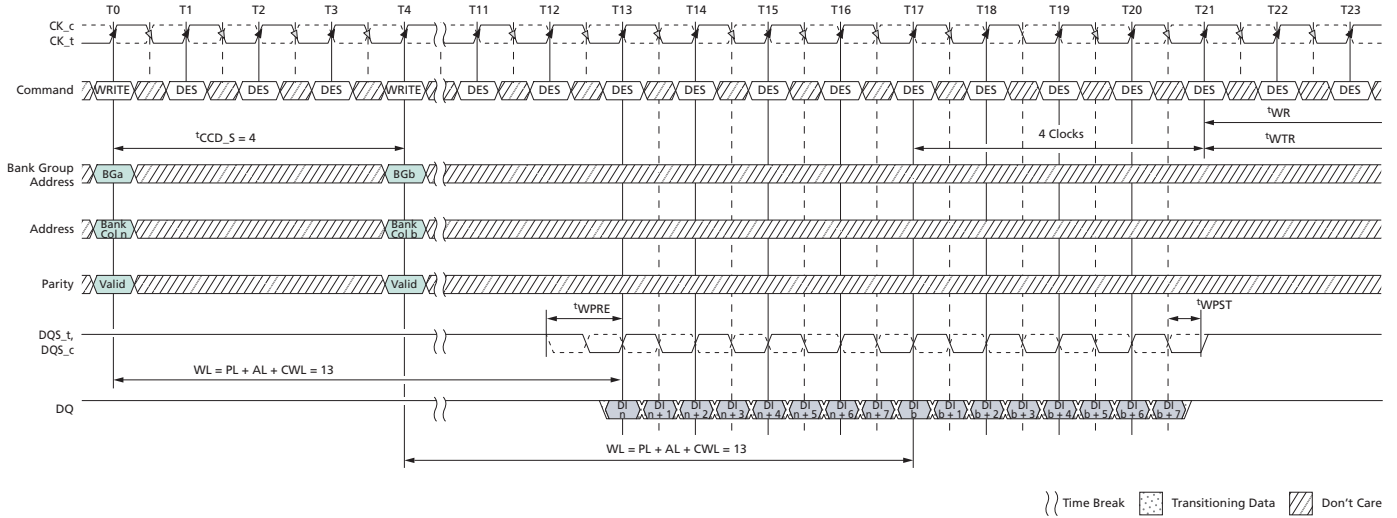 T0 T1 T2 T3 T4 T11 T12 T13 T14 T15 T16 T17 T18 T19 T20 T21 T22 T23
CK_c
CK_t
Command WRITE DES DES DES WRITE DES DES DES DES DES DES DES DES DES DES DES DES DES
tWR
tCCD_S = 4 4 Clocks tWTR
Bank Group
Address BGa BGb
Address Bank
Col n Bank
Col b
Parity Valid Valid
tWPRE tWPST
DQS_t,
DQS_c
WL = PL + AL + CWL = 13
DQ DI
n DI
n + 1 DI
n + 2 DI
n + 3 DI
n + 4 DI
n + 5 DI
n + 6 DI
n + 7 DI
b DI
b + 1 DI
b + 2 DI
b + 3 DI
b + 4 DI
b + 5 DI
b + 6 DI
b + 7
WL = PL + AL + CWL = 13
Time Break Transitioning Data Don't Care